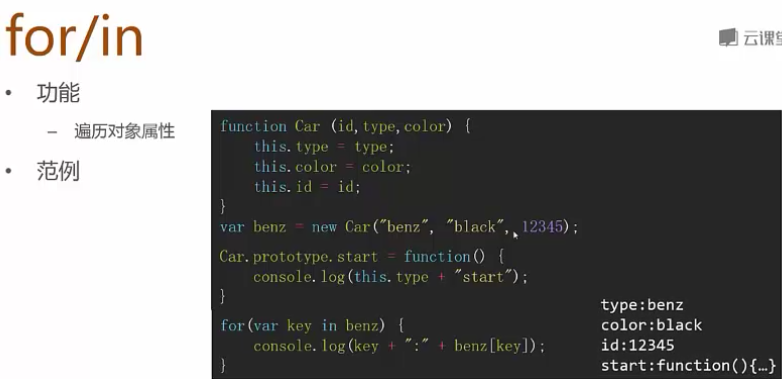 for/in
云课堂
• 功能
– 遍历对象属性
• 范例
function Car (id,type,color) {
    this.type = type;
    this.color = color;
    this.id = id;
}
var benz = new Car("benz", "black", 12345);
Car.prototype.start = function() {
    console.log(this.type + "start");
}
for(var key in benz) {
    console.log(key + ":" + benz[key]);
}
type:benz
color:black
id:12345
start:function(){…}